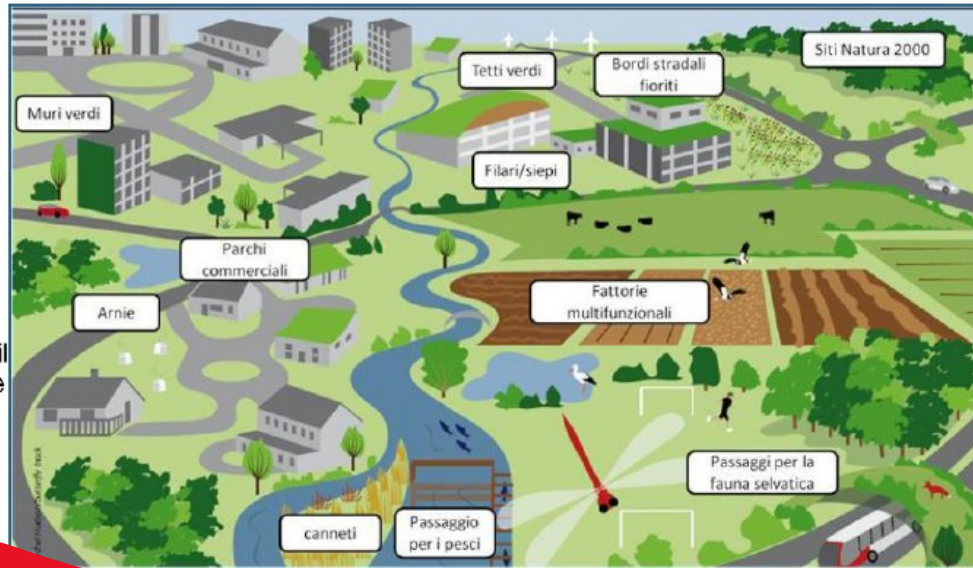 Tetti verdi
Bordi stradali
fioriti
Siti Natura 2000
Muri verdi
Filari/siepi
Parchi
commerciali
Arnie
Fattorie
multifunzionali
il
e
Passaggi per la
fauna selvatica
canneti
Passaggio
per i pesci